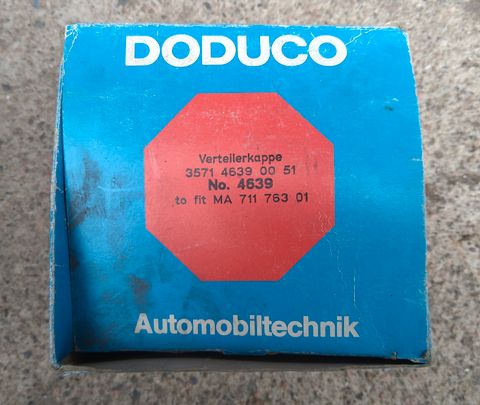 DODUCO
Verteilerkappe
3571 4639 00 51
No. 4639
to fit MA 711 763 01
Automobiltechnik